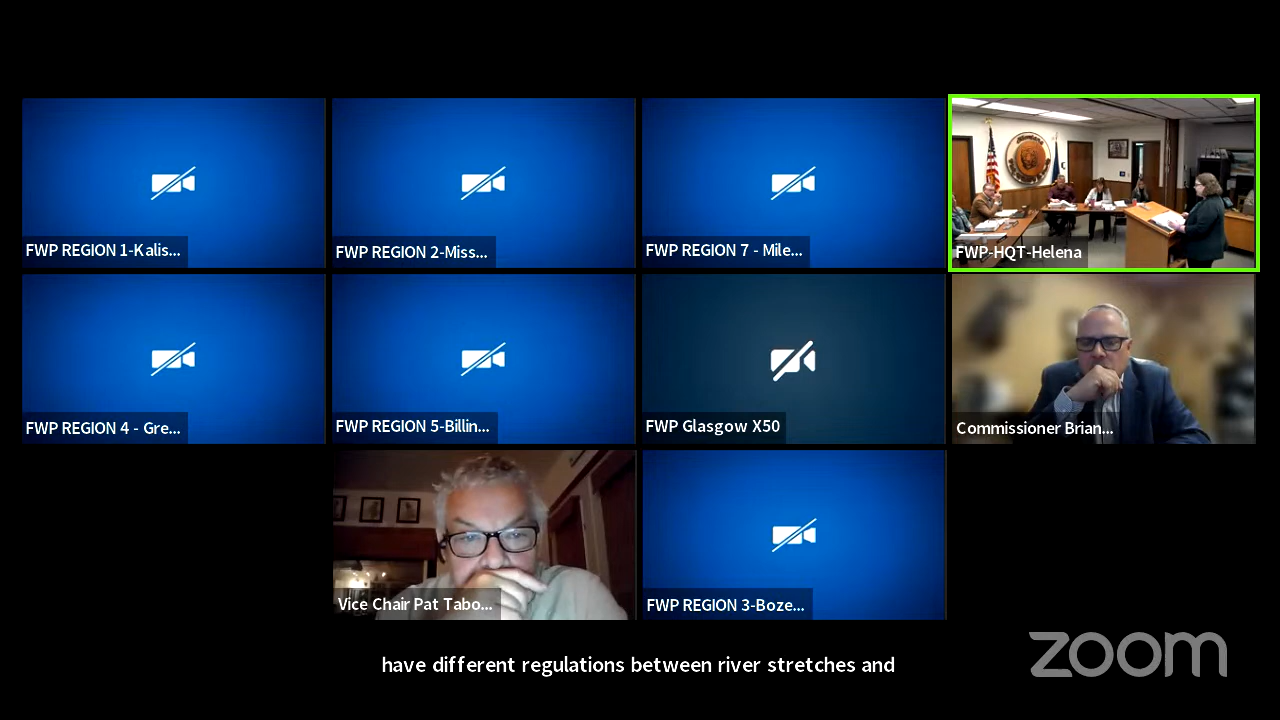 FWP REGION 1-Kalis...
FWP REGION 2-Miss...
FWP REGION 7 - Mile...
FWP-HQT-Helena
FWP REGION 4 - Gre...
FWP REGION 5-Billin...
FWP Glasgow X50
Commissioner Brian...
Vice Chair Pat Tabo...
FWP REGION 3-Boze...
have different regulations between river stretches and
zoom